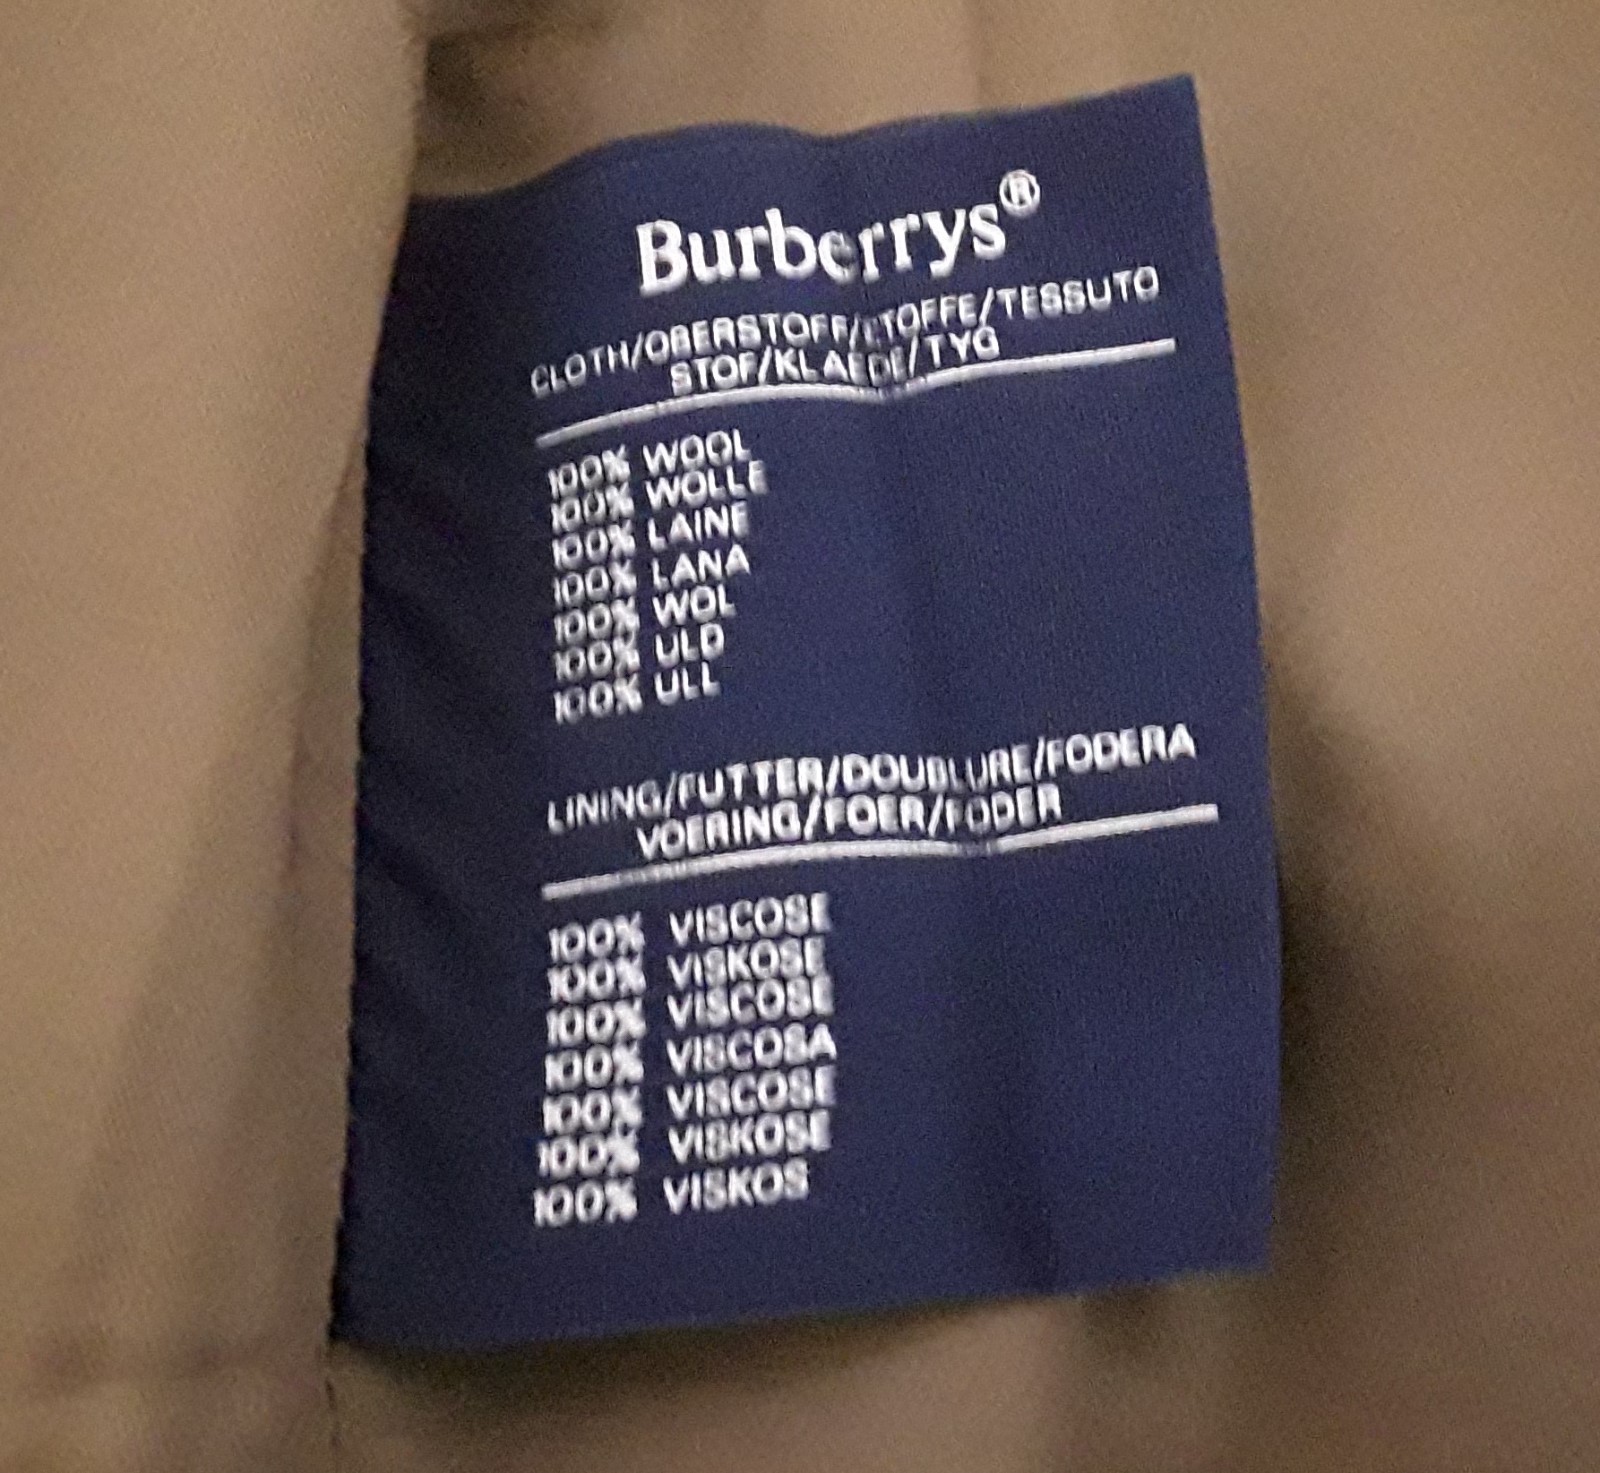 Burberrys®
CLOTH/OBERSTOFF/ETOFFE/TESSUTO
STOF/KLAEDE/TYG
100% WOOL
100% WOLLE
100% LAINE
100% LANA
100% WOL
100% ULD
100% ULL
LINING/FUTTER/DOUBLURE/FODERA
VOERING/FOER/FODER
100% VISCOSE
100% VISKOSE
100% VISCOSE
100% VISCOSA
100% VISCOSE
100% VISKOSE
100% VISKOS